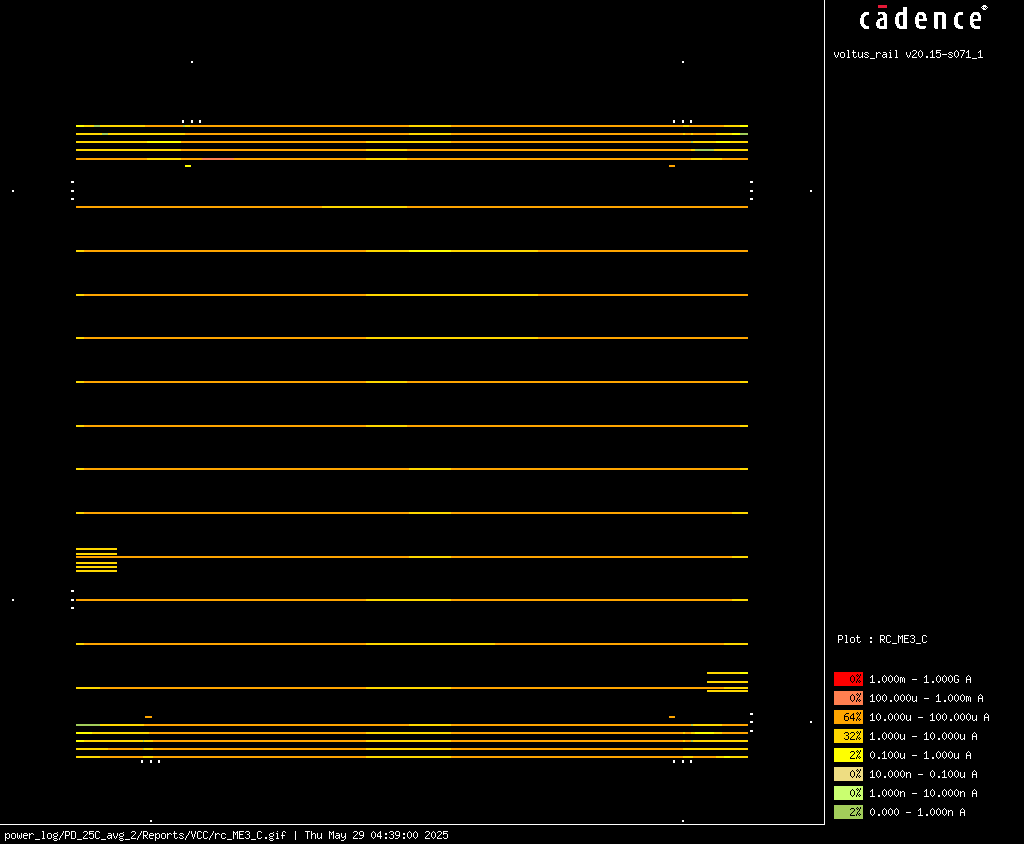 cādence®
voltus_rail v20.15-s071_1
Plot : RC_ME3_C
0% 1.000m - 1.000G A
0% 100.000u - 1.000m A
64% 10.000u - 100.000u A
32% 1.000u - 10.000u A
2% 0.100u - 1.000u A
0% 10.000n - 0.100u A
0% 1.000n - 10.000n A
2% 0.000 - 1.000n A
power_log/PD_25C_avg_2/Reports/VCC/rc_ME3_C.gif | Thu May 29 04:39:00 2025